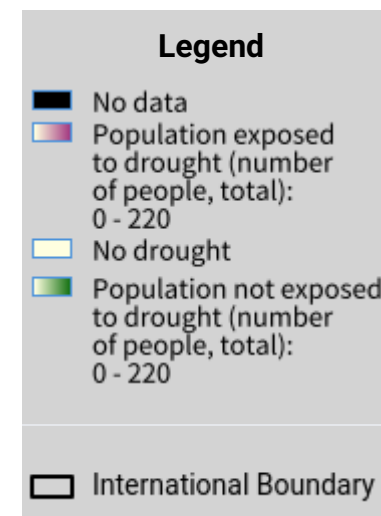 Legend
No data
Population exposed
to drought (number
of people, total):
0 - 220
No drought
Population not exposed
to drought (number
of people, total):
0 - 220
International Boundary